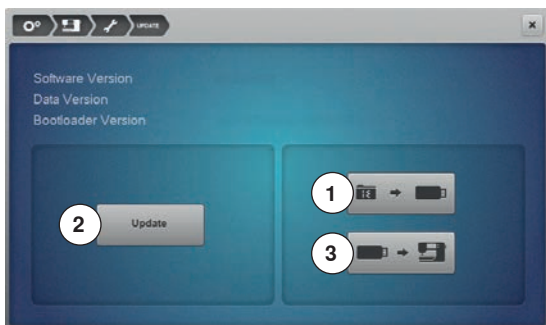 UPDATE
Software Version
Data Version
Bootloader Version
1
2
Update
3